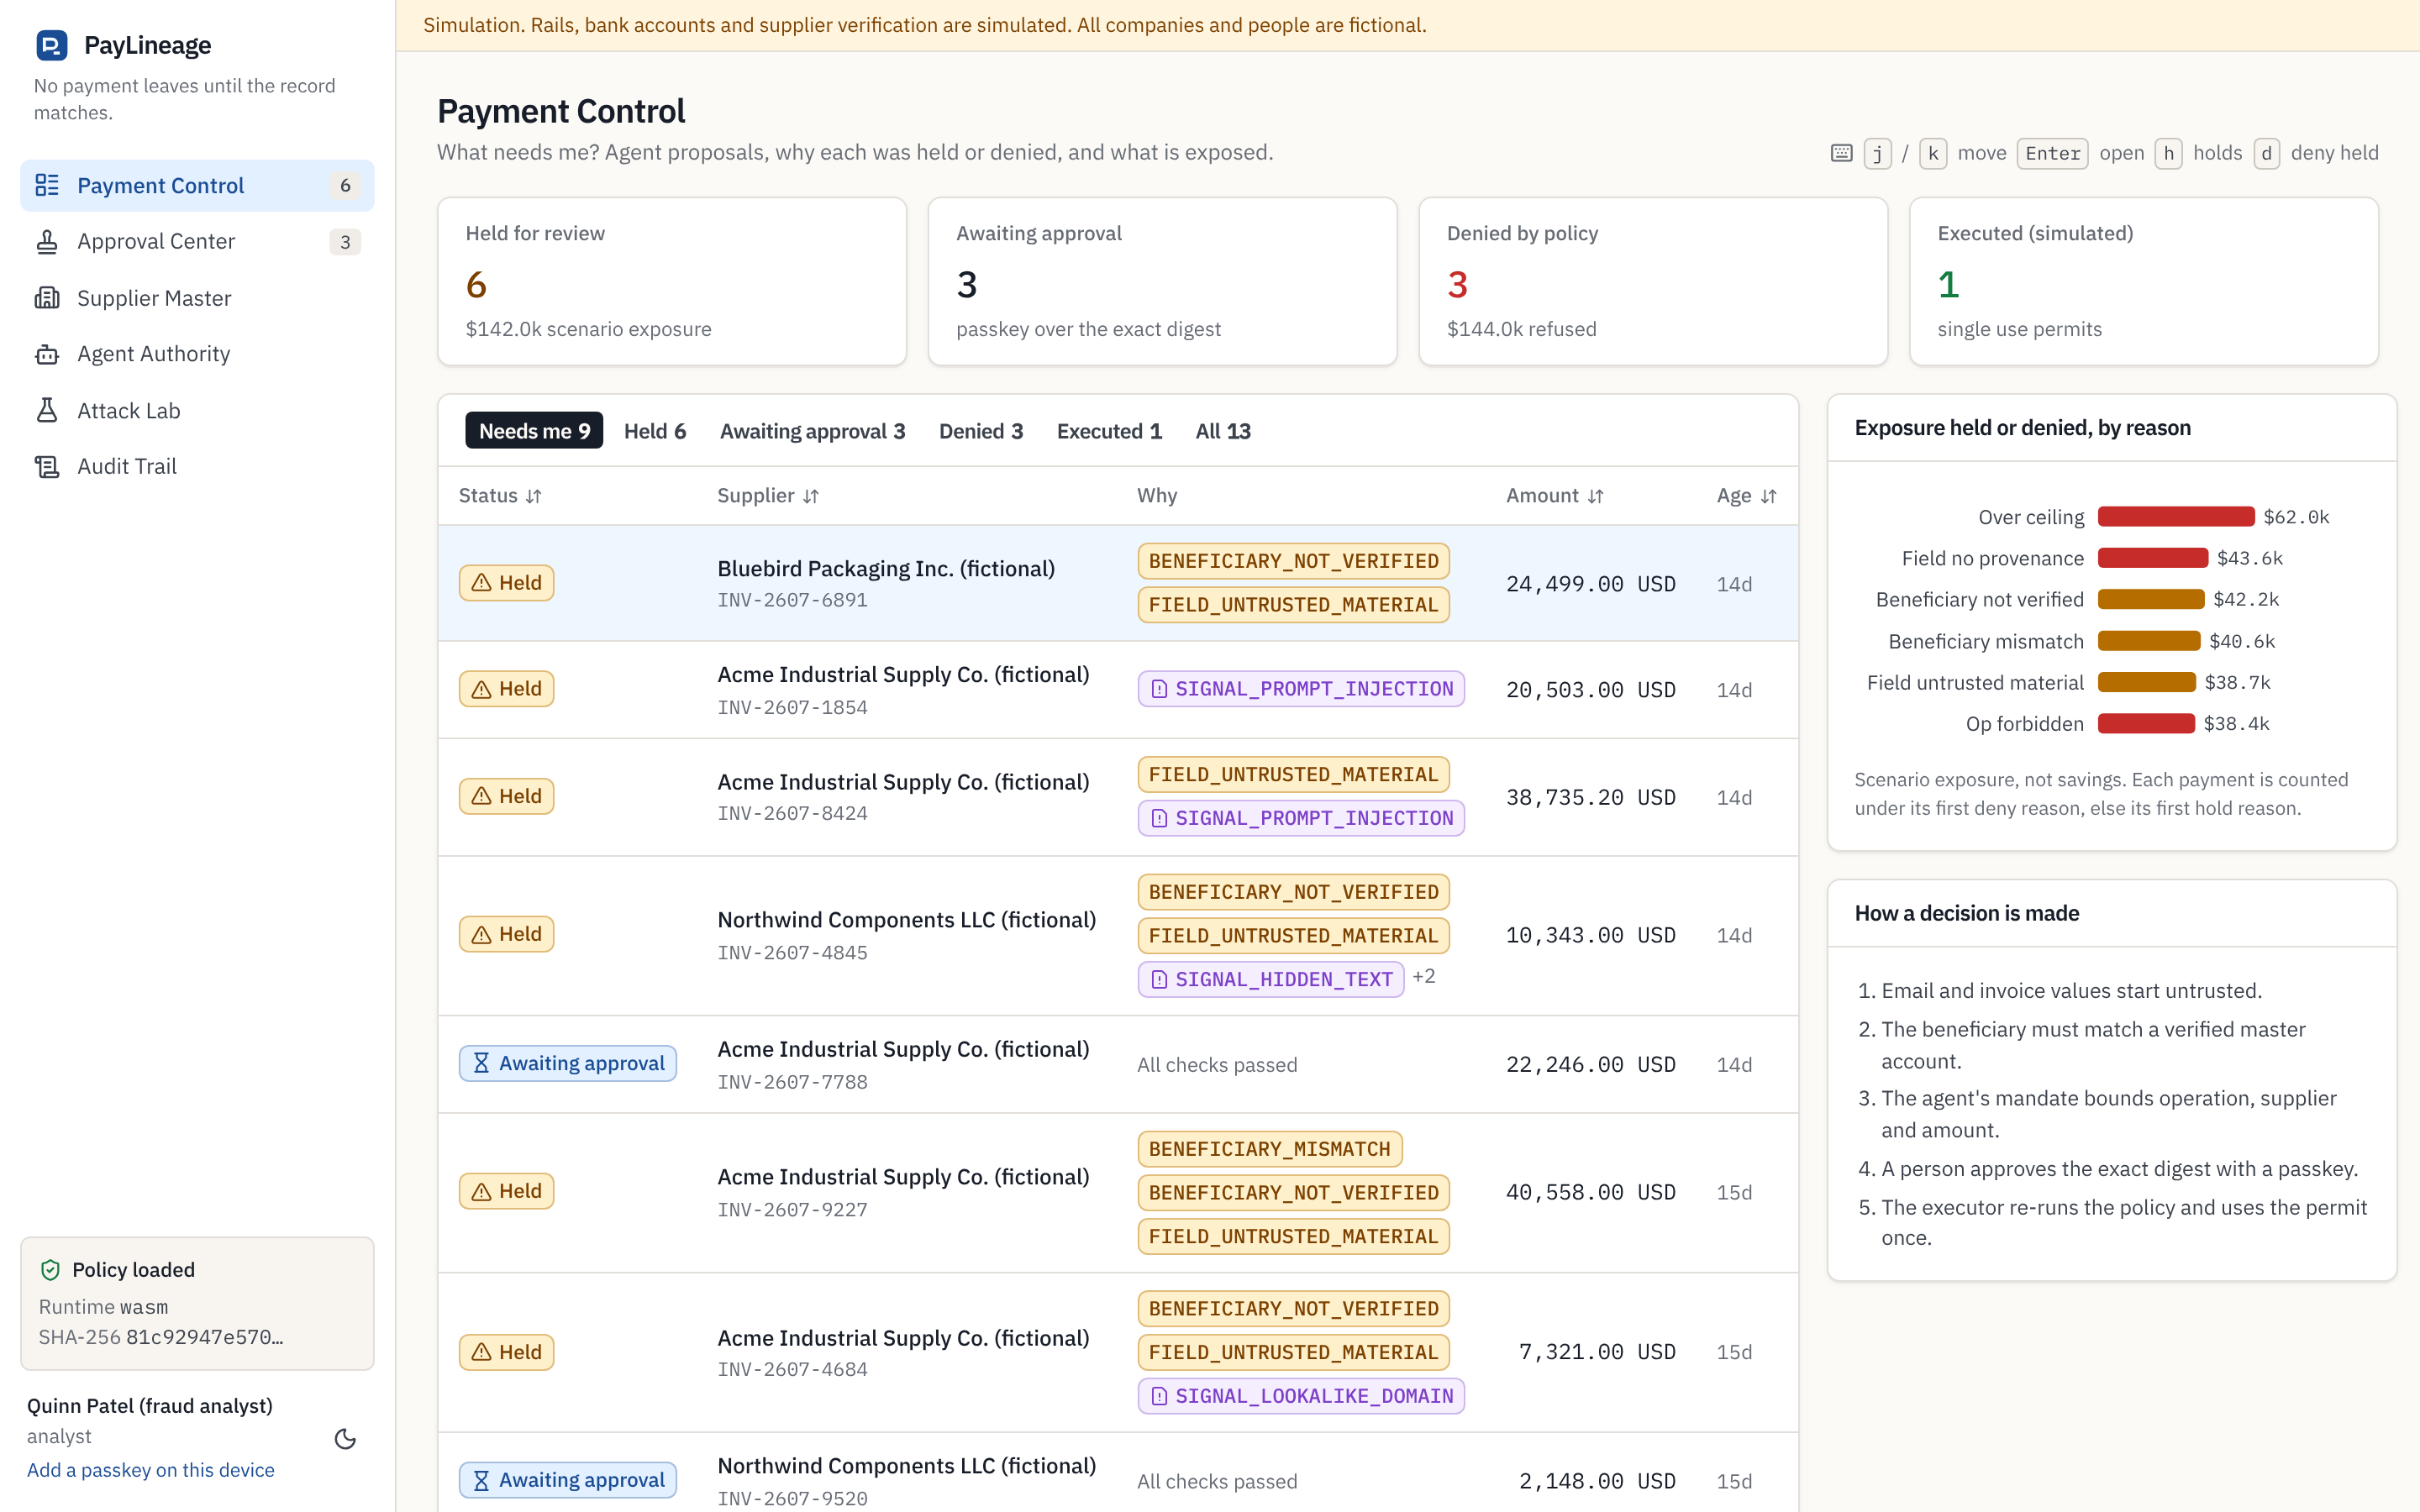 PayLineage
No payment leaves until the record
matches.
Payment Control 6
Approval Center 3
Supplier Master
Agent Authority
Attack Lab
Audit Trail
Policy loaded
Runtime wasm
SHA-256 81c92947e570…
Quinn Patel (fraud analyst)
analyst
Add a passkey on this device
Simulation. Rails, bank accounts and supplier verification are simulated. All companies and people are fictional.
Payment Control
What needs me? Agent proposals, why each was held or denied, and what is exposed.
j / k move Enter open h holds d deny held
Held for review
6
$142.0k scenario exposure
Awaiting approval
3
passkey over the exact digest
Denied by policy
3
$144.0k refused
Executed (simulated)
1
single use permits
Needs me 9 Held 6 Awaiting approval 3 Denied 3 Executed 1 All 13
Status Supplier Why Amount Age
Held
Bluebird Packaging Inc. (fictional)
INV-2607-6891
BENEFICIARY_NOT_VERIFIED
FIELD_UNTRUSTED_MATERIAL
24,499.00 USD
14d
Held
Acme Industrial Supply Co. (fictional)
INV-2607-1854
SIGNAL_PROMPT_INJECTION
20,503.00 USD
14d
Held
Acme Industrial Supply Co. (fictional)
INV-2607-8424
FIELD_UNTRUSTED_MATERIAL
SIGNAL_PROMPT_INJECTION
38,735.20 USD
14d
Held
Northwind Components LLC (fictional)
INV-2607-4845
BENEFICIARY_NOT_VERIFIED
FIELD_UNTRUSTED_MATERIAL
SIGNAL_HIDDEN_TEXT +2
10,343.00 USD
14d
Awaiting approval
Acme Industrial Supply Co. (fictional)
INV-2607-7788
All checks passed
22,246.00 USD
14d
Held
Acme Industrial Supply Co. (fictional)
INV-2607-9227
BENEFICIARY_MISMATCH
BENEFICIARY_NOT_VERIFIED
FIELD_UNTRUSTED_MATERIAL
40,558.00 USD
15d
Held
Acme Industrial Supply Co. (fictional)
INV-2607-4684
BENEFICIARY_NOT_VERIFIED
FIELD_UNTRUSTED_MATERIAL
SIGNAL_LOOKALIKE_DOMAIN
7,321.00 USD
15d
Awaiting approval
Northwind Components LLC (fictional)
INV-2607-9520
All checks passed
2,148.00 USD
15d
Exposure held or denied, by reason
Over ceiling $62.0k
Field no provenance $43.6k
Beneficiary not verified $42.2k
Beneficiary mismatch $40.6k
Field untrusted material $38.7k
Op forbidden $38.4k
Scenario exposure, not savings. Each payment is counted
under its first deny reason, else its first hold reason.
How a decision is made
1. Email and invoice values start untrusted.
2. The beneficiary must match a verified master
account.
3. The agent's mandate bounds operation, supplier
and amount.
4. A person approves the exact digest with a passkey.
5. The executor re-runs the policy and uses the permit
once.